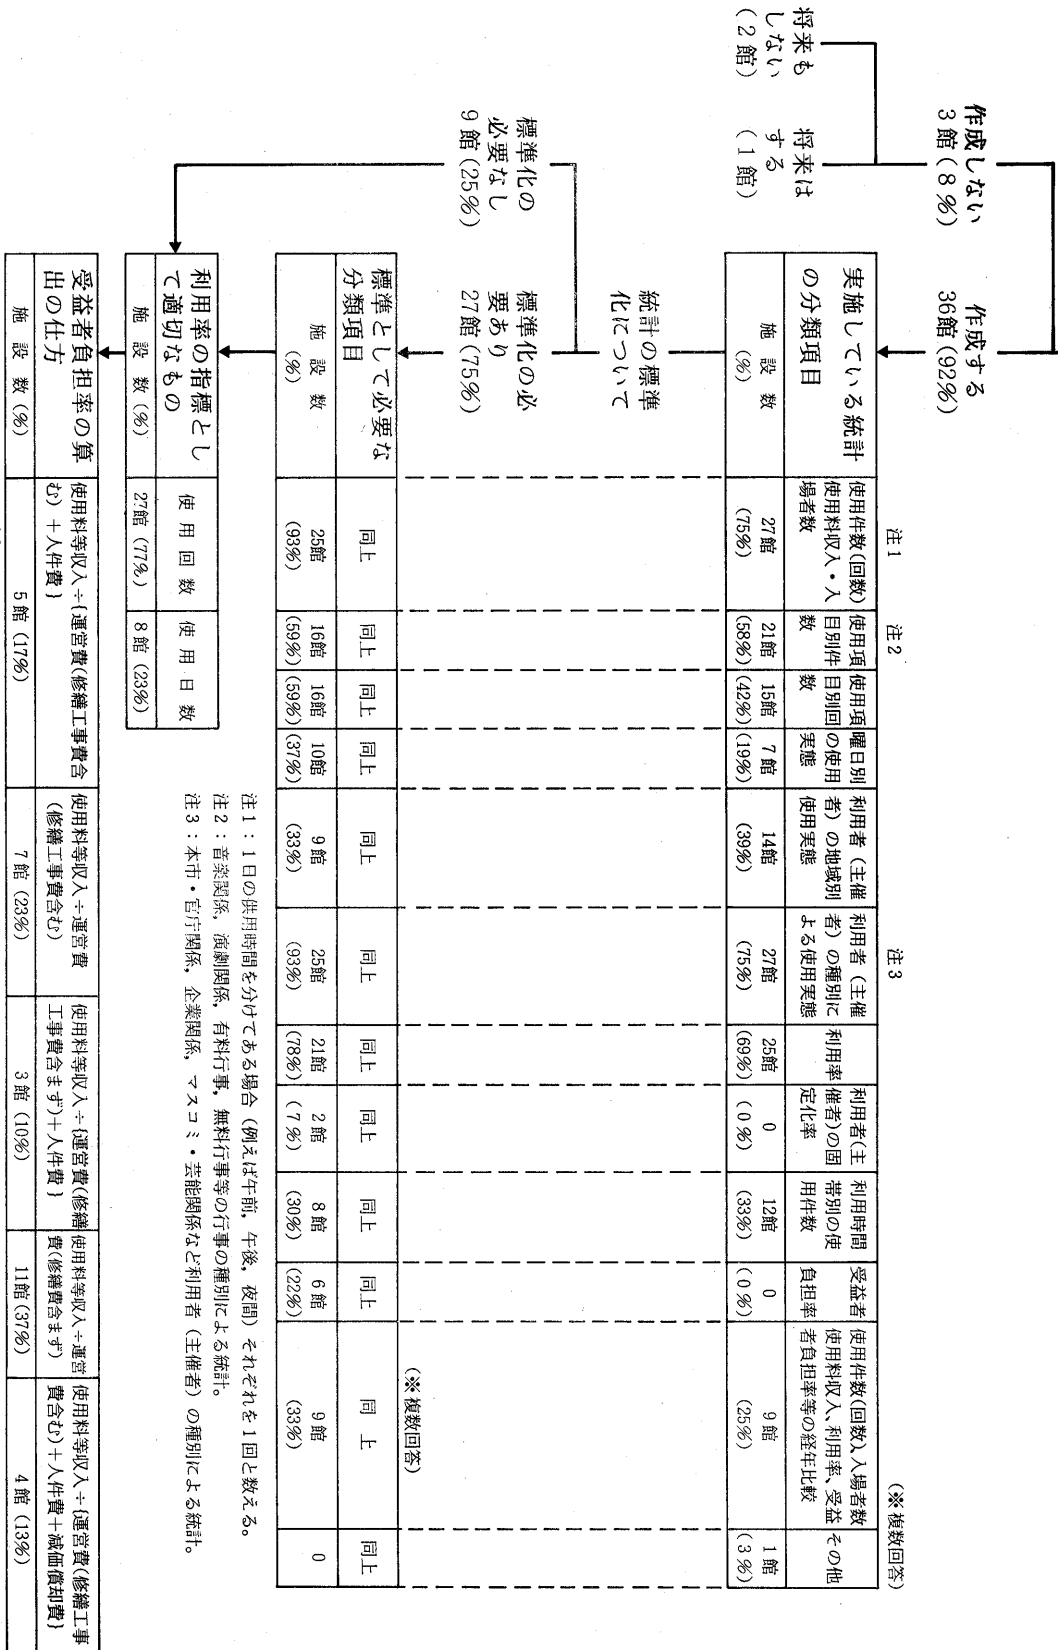 作成しない
3館(8%)
作成する
36館(92%)
将来も
しない
(2館)
将来は
する
(1館)
注1
注2
注3
(※複数回答)
実施している統計
の分類項目
使用件数(回数)
使用料収入・入
場者数
使用項
目別件
数
使用項
目別回
数
曜日別
の使用
実態
利用者(主催
者)の地域別
使用実態
利用者(主催
者)の種別に
よる使用実態
利用率
利用者(主
催者)の固
定化率
利用時間
帯別の使
用件数
受益者
負担率
使用件数(回数)、入場者数
使用料収入、利用率、受益
者負担率等の経年比較
その他
施設数
(%)
27館
(75%)
21館
(58%)
15館
(42%)
7館
(19%)
14館
(39%)
27館
(75%)
25館
(69%)
0
(0%)
12館
(33%)
0
(0%)
9館
(25%)
1館
(3%)
統計の標準
化について
標準化の
必要なし
9館(25%)
標準化の必
要あり
27館(75%)
(※複数回答)
標準として必要な
分類項目
同上
同上
同上
同上
同上
同上
同上
同上
同上
同上
同上
同上
施設数
(%)
25館
(93%)
16館
(59%)
16館
(59%)
10館
(37%)
9館
(33%)
25館
(93%)
21館
(78%)
2館
(7%)
8館
(30%)
6館
(22%)
9館
(33%)
0
注1：1日の供用時間を分けてある場合(例えば午前，午後，夜間)それぞれを1回と数える。
注2：音楽関係，演劇関係，有料行事，無料行事等の行事の種別による統計。
注3：本市・官庁関係，企業関係，マスコミ・芸能関係など利用者(主催者)の種別による統計。
利用率の指標とし
て適切なもの
使用回数
使用日数
施設数(%)
27館(77%)
8館(23%)
受益者負担率の算
出の仕方
使用料等収入÷{運営費(修繕工事費含
む)＋人件費}
使用料等収入÷運営費
(修繕工事費含む)
使用料等収入÷{運営費(修繕
工事費含まず)＋人件費}
使用料等収入÷運営
費(修繕費含まず)
使用料等収入÷{運営費(修繕工事
費含む)＋人件費＋減価償却費}
施設数(%)
5館(17%)
7館(23%)
3館(10%)
11館(37%)
4館(13%)